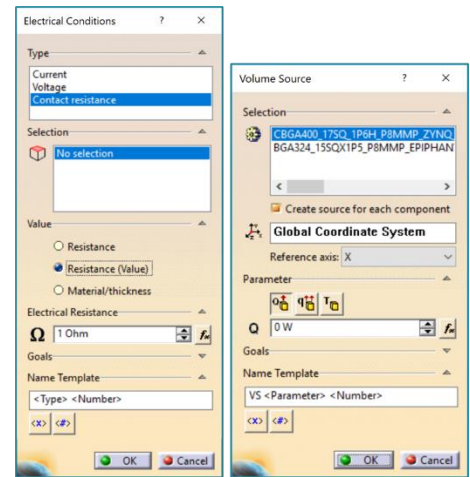 Electrical Conditions ? ×
Type
Current
Voltage
Contact resistance
Selection
No selection
Value
Resistance
Resistance (Value)
Material/thickness
Electrical Resistance
Ω 1 Ohm
Goals
Name Template
<Type> <Number>
<x> <#>
OK Cancel
Volume Source ? ×
Selection
CBGA400_17SQ_1P6H_P8MMP_ZYNQ_
BGA324_15SQX1P5_P8MMP_EPIPHAN
Create source for each component
Global Coordinate System
Reference axis: X
Parameter
Q 0 W
Goals
Name Template
VS <Parameter> <Number>
<x> <#>
OK Cancel